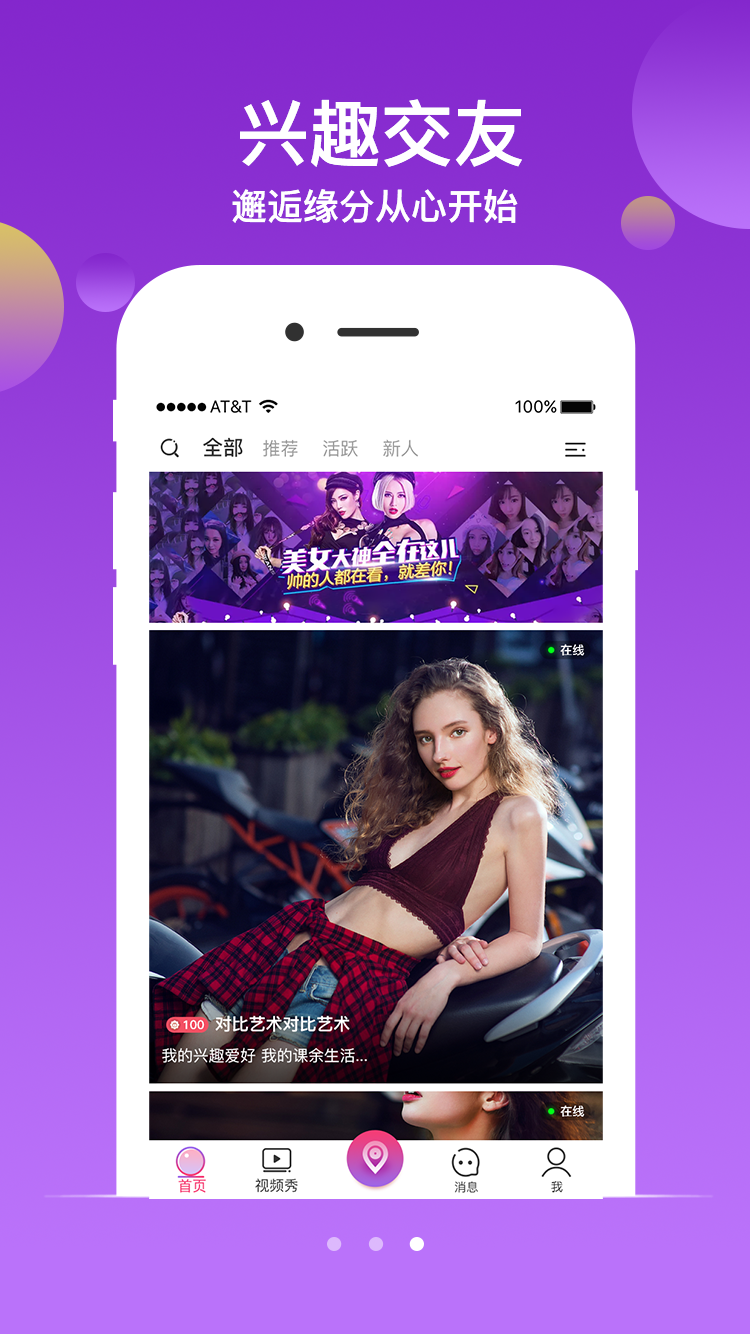 兴趣交友
邂逅缘分从心开始
AT&T
100%
全部 推荐 活跃 新人
美女大神全在这儿
帅的人都在看，就差你！
在线
100 对比艺术对比艺术
我的兴趣爱好 我的课余生活...
在线
首页 视频秀 消息 我